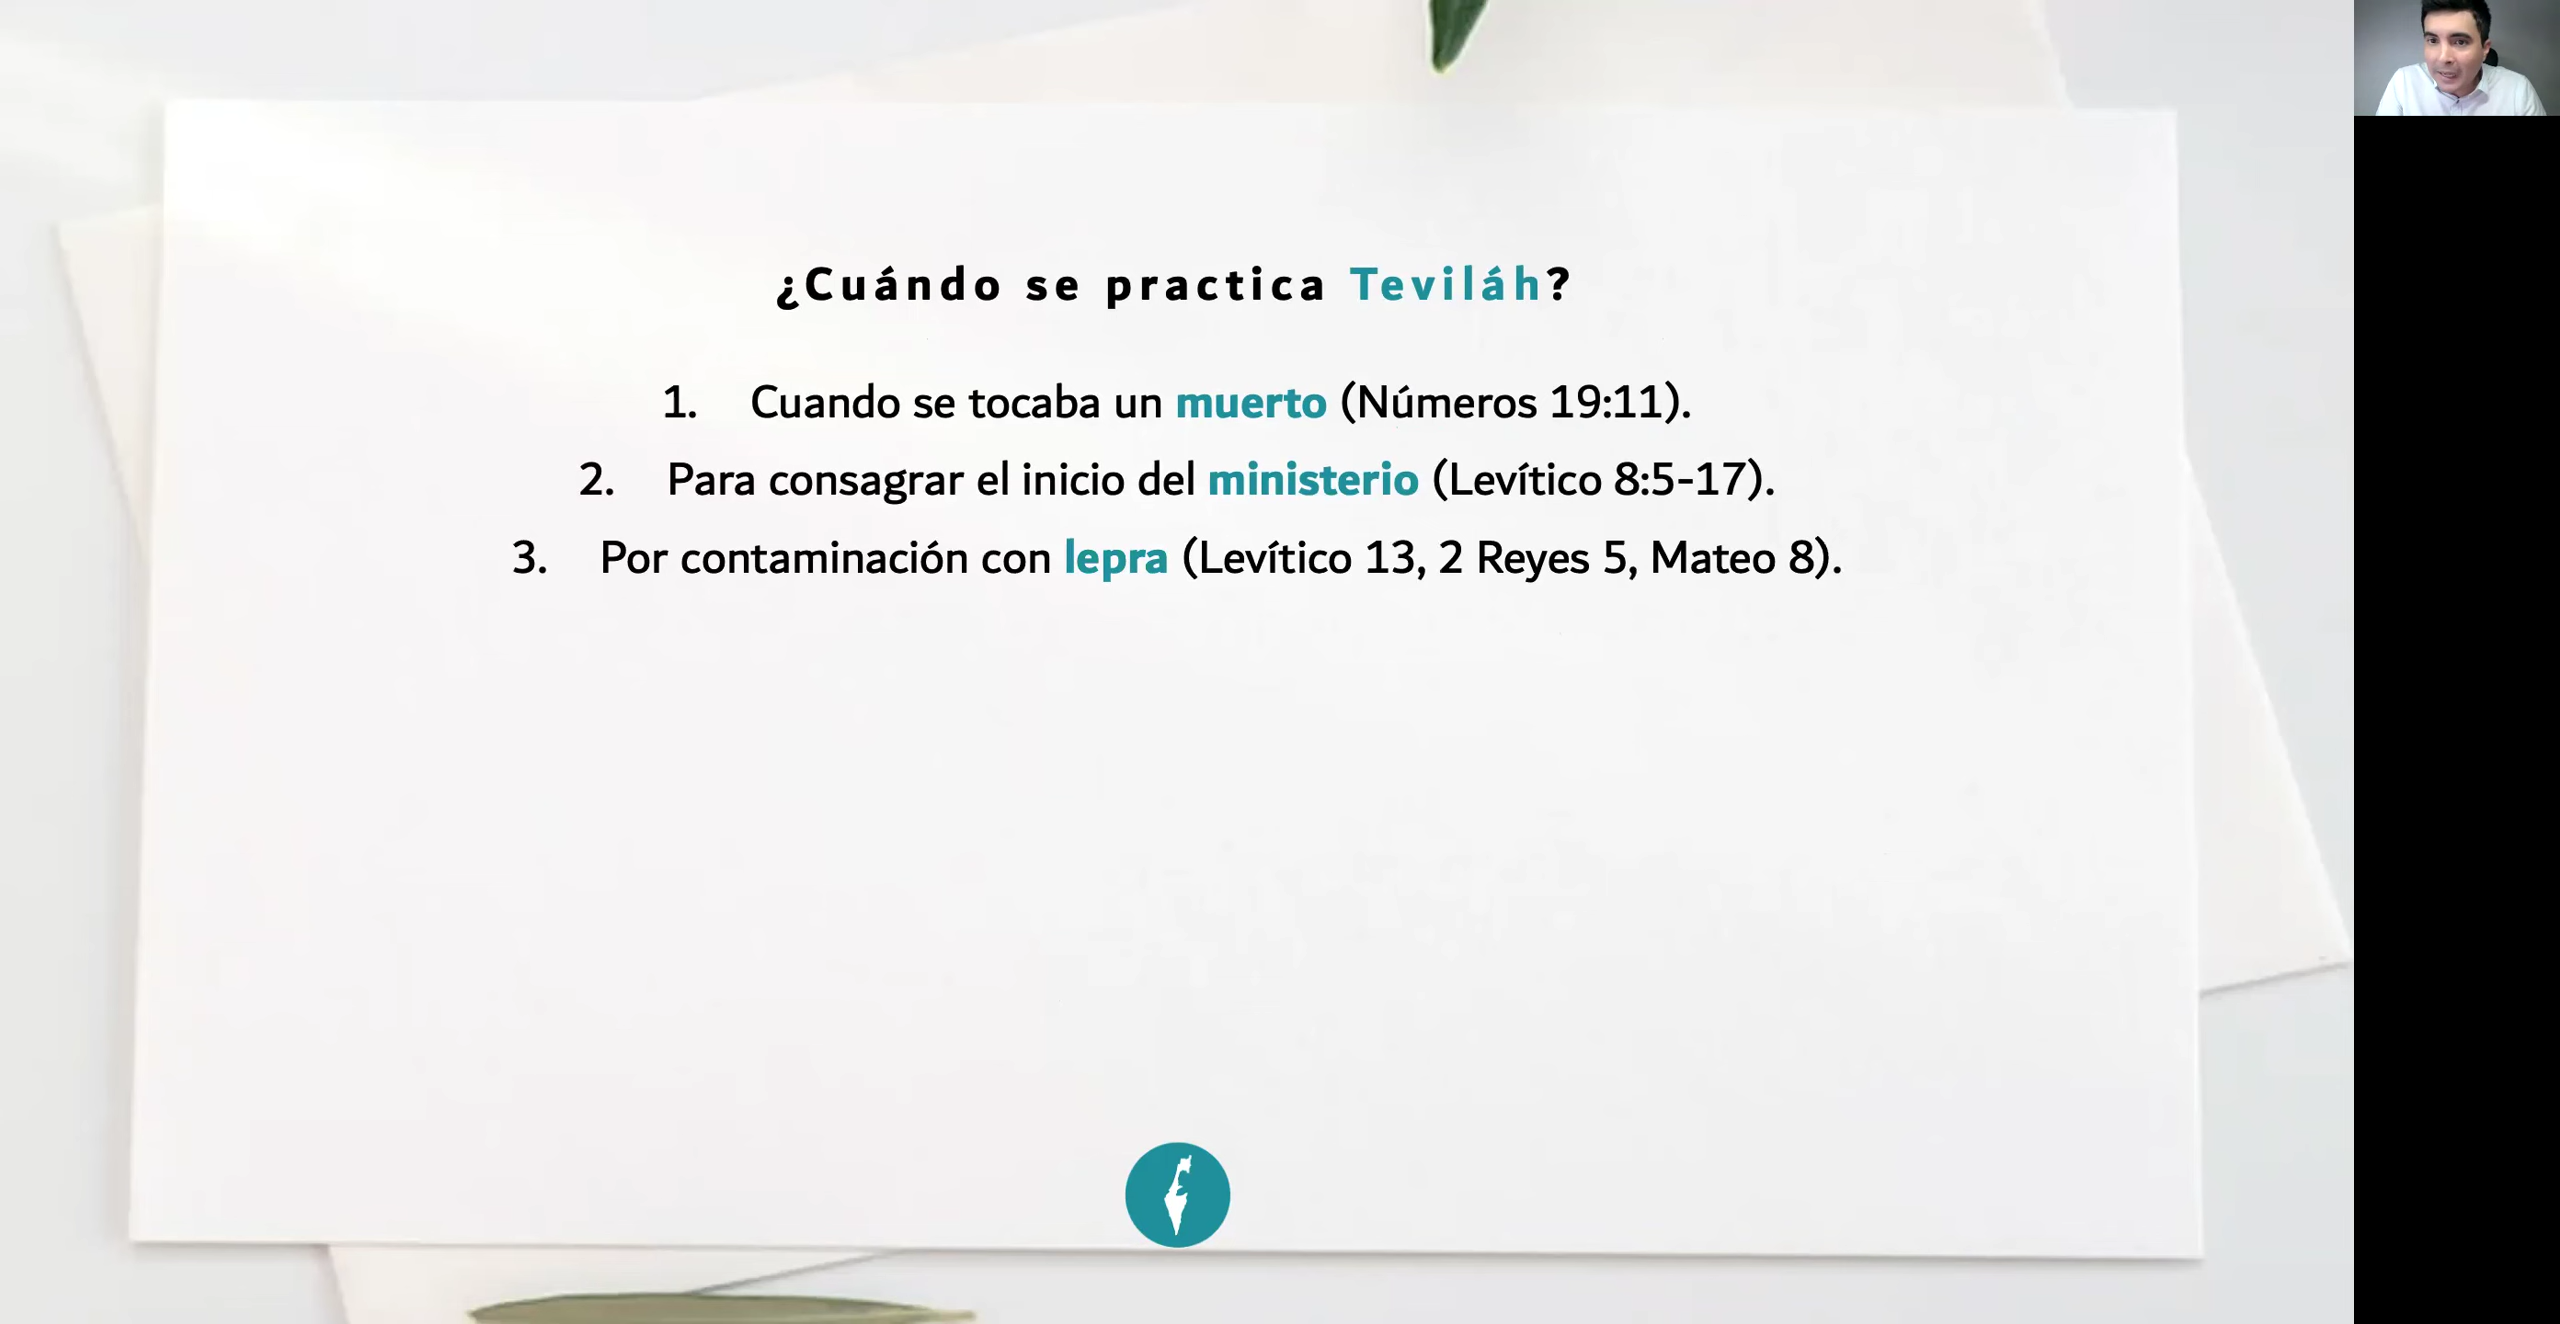 ¿Cuándo se practica Teviláh?
1. Cuando se tocaba un muerto (Números 19:11).
2. Para consagrar el inicio del ministerio (Levítico 8:5-17).
3. Por contaminación con lepra (Levítico 13, 2 Reyes 5, Mateo 8).